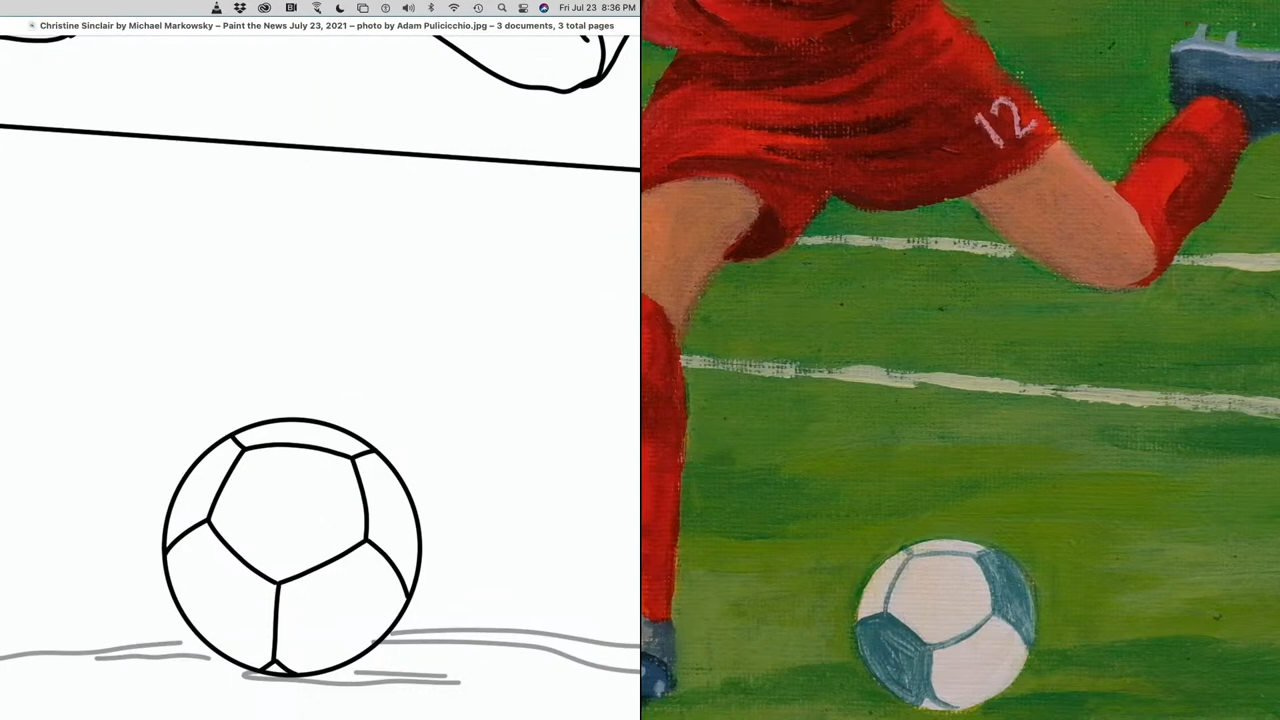 Fri Jul 23 8:36 PM
Christine Sinclair by Michael Markowsky – Paint the News July 23, 2021 – photo by Adam Pulicicchio.jpg – 3 documents, 3 total pages
12